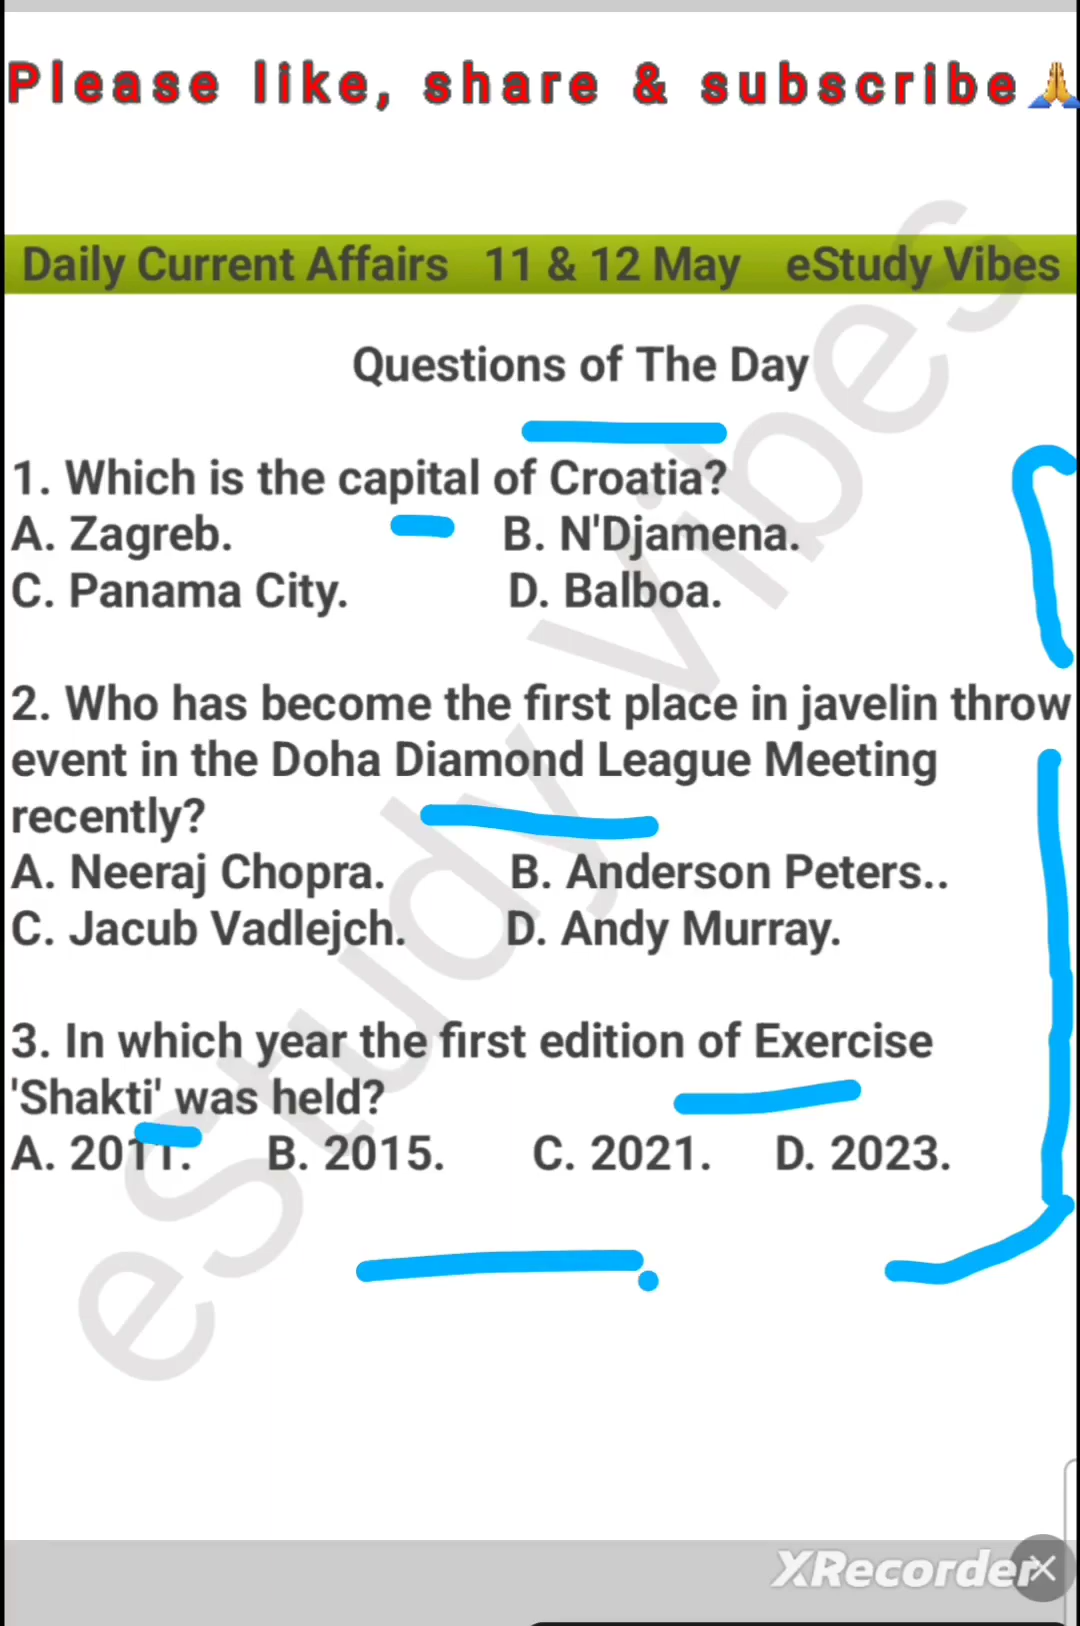 Please like, share & subscribe🙏
Daily Current Affairs 11 & 12 May eStudy Vibes
Questions of The Day
1. Which is the capital of Croatia?
A. Zagreb. B. N'Djamena.
C. Panama City. D. Balboa.
2. Who has become the first place in javelin throw
event in the Doha Diamond League Meeting
recently?
A. Neeraj Chopra. B. Anderson Peters..
C. Jacub Vadlejch. D. Andy Murray.
3. In which year the first edition of Exercise
'Shakti' was held?
A. 2011. B. 2015. C. 2021. D. 2023.
eStudy Vibes
XRecorder